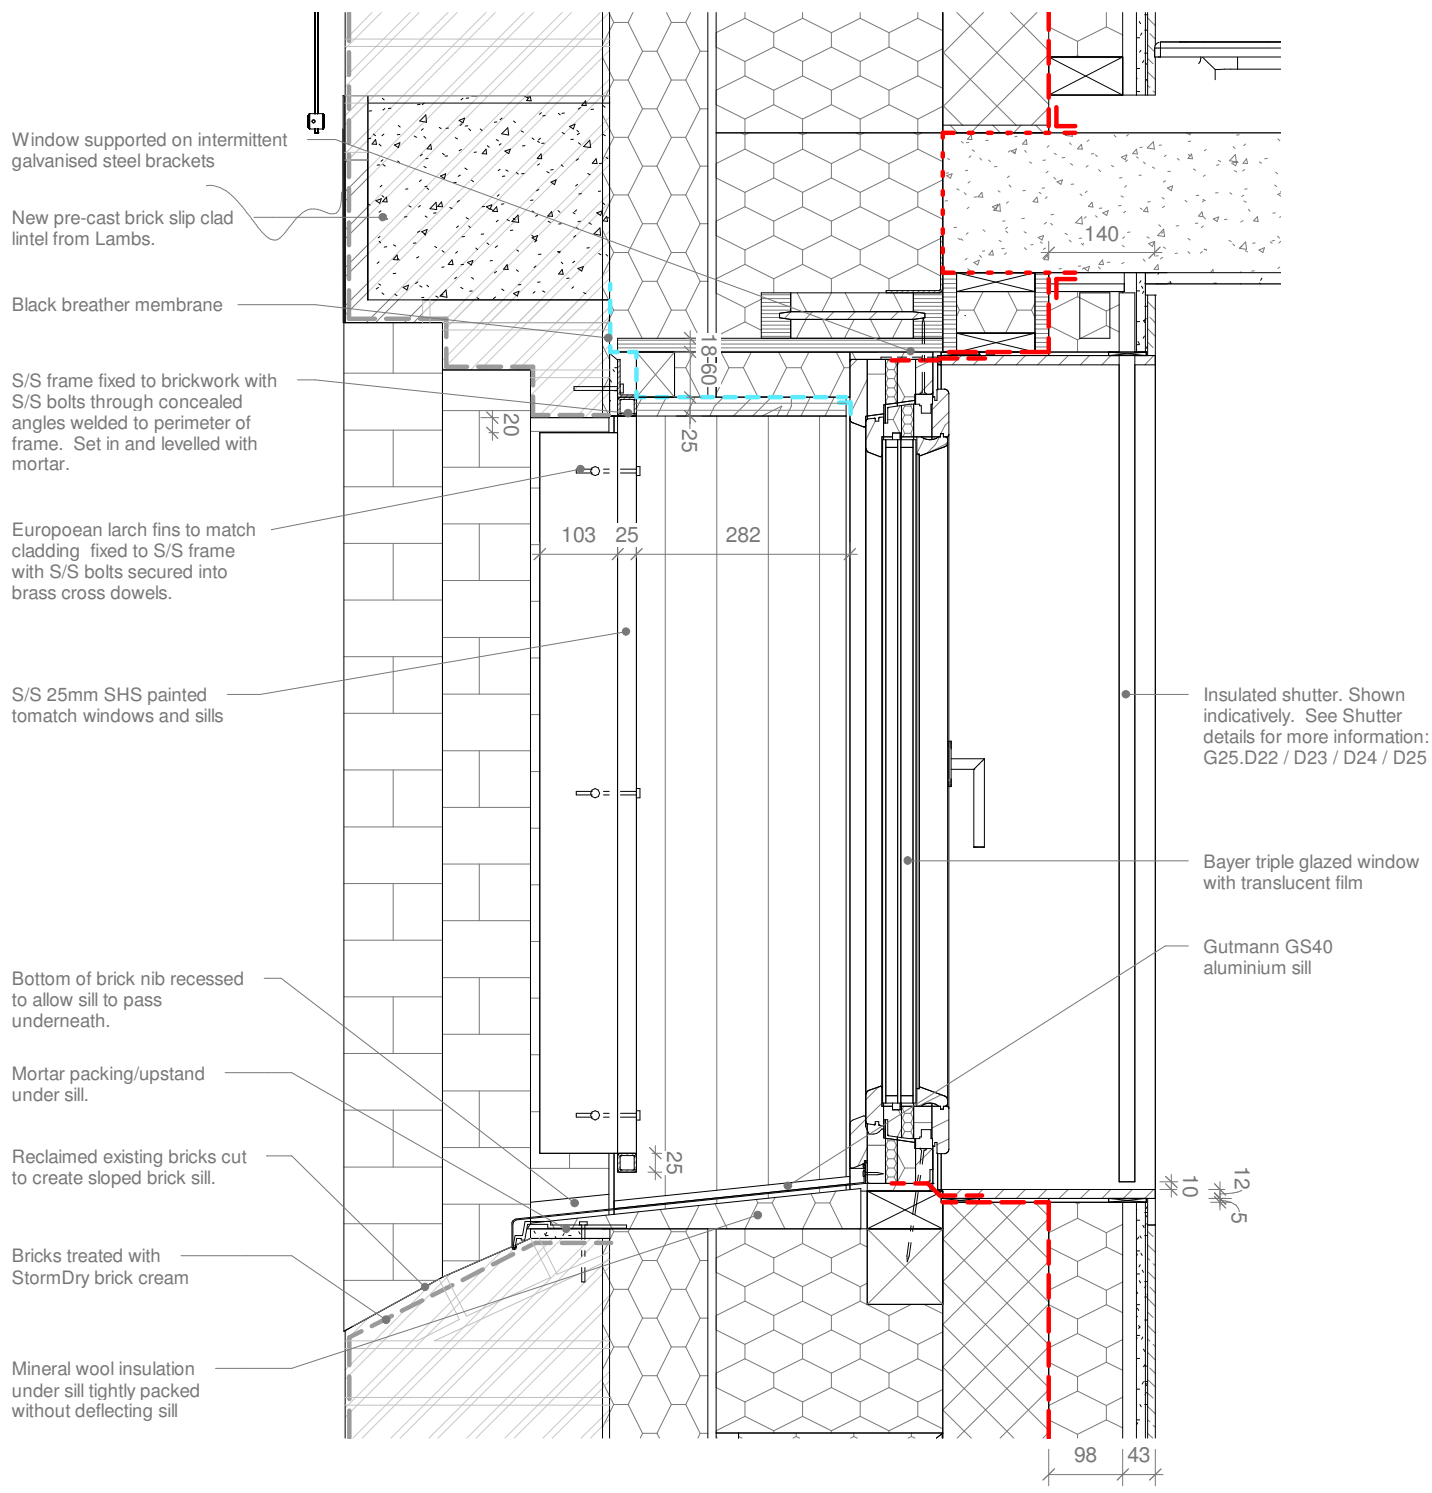 Window supported on intermittent
galvanised steel brackets
New pre-cast brick slip clad
lintel from Lambs.
140
Black breather membrane
18
60
S/S frame fixed to brickwork with
S/S bolts through concealed
angles welded to perimeter of
frame.  Set in and levelled with
mortar.
20
25
Europoean larch fins to match
cladding  fixed to S/S frame
with S/S bolts secured into
brass cross dowels.
103
25
282
S/S 25mm SHS painted
tomatch windows and sills
Insulated shutter. Shown
indicatively.  See Shutter
details for more information:
G25.D22 / D23 / D24 / D25
Bayer triple glazed window
with translucent film
Gutmann GS40
aluminium sill
Bottom of brick nib recessed
to allow sill to pass
underneath.
Mortar packing/upstand
under sill.
25
10
12
5
Reclaimed existing bricks cut
to create sloped brick sill.
Bricks treated with
StormDry brick cream
Mineral wool insulation
under sill tightly packed
without deflecting sill
98
43